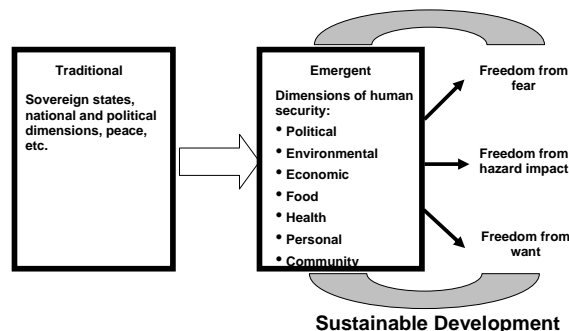 Traditional
Sovereign states,
national and political
dimensions, peace,
etc.
Emergent
Dimensions of human
security:
• Political
• Environmental
• Economic
• Food
• Health
• Personal
• Community
Freedom from
fear
Freedom from
hazard impact
Freedom from
want
Sustainable Development